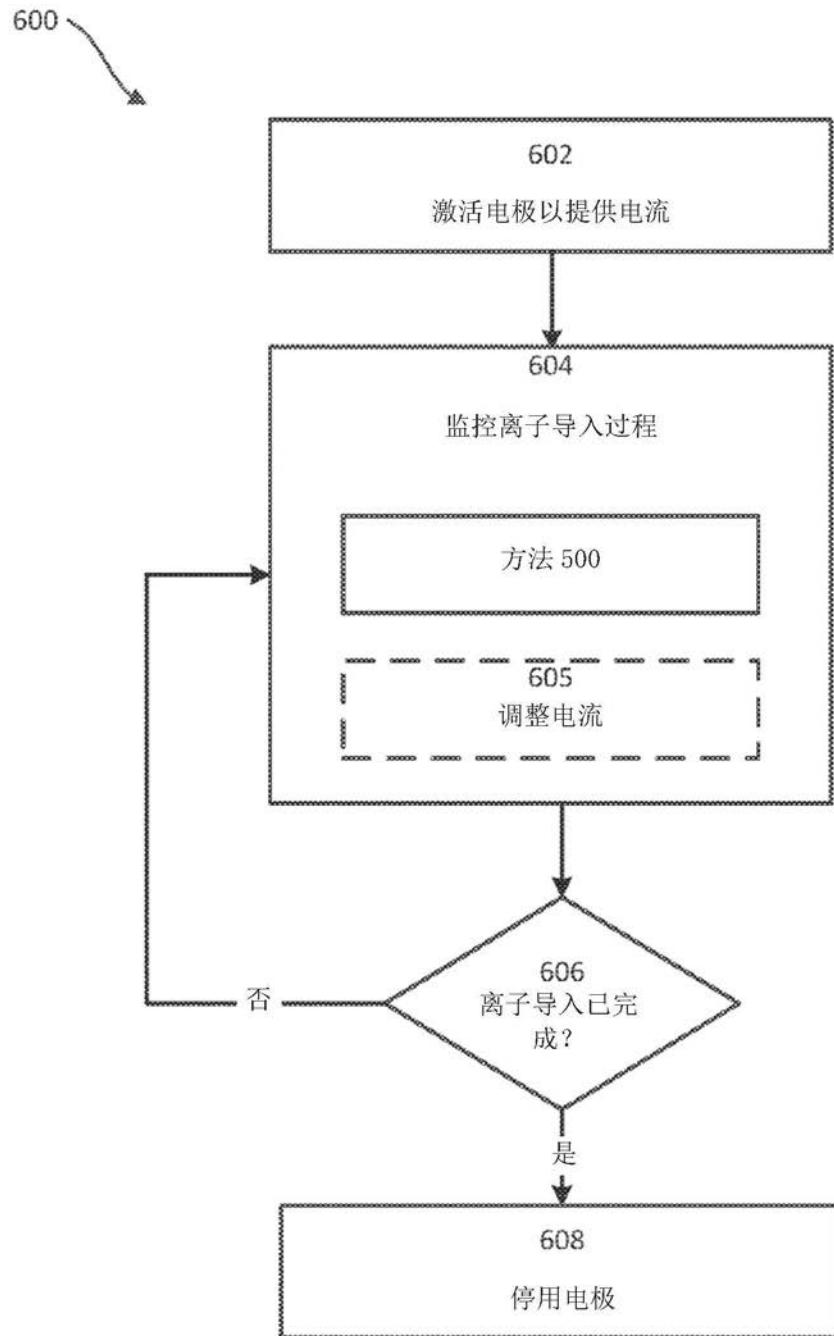 600
602
激活电极以提供电流
604
监控离子导入过程
方法 500
605
调整电流
606
离子导入已完
成?
否
是
608
停用电极